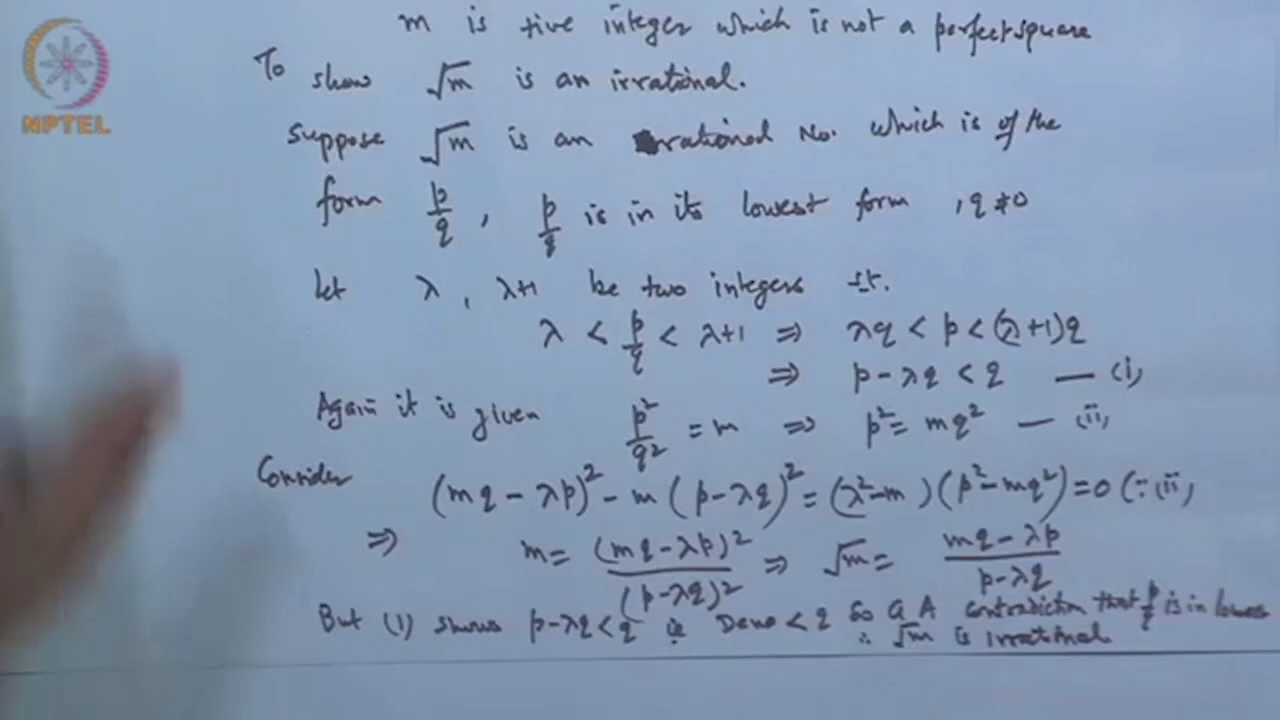 NPTEL
m is +ive integer which is not a perfect square
To show √m is an irrational.
Suppose √m is an rational No. which is of the
form p/q, p/q is in its lowest form, q ≠ 0
let λ, λ+1 be two integers st.
λ < p/q < λ+1 ⇒ λq < p < (λ+1)q
⇒ p-λq < q — (i)
Again it is given p²/q² = m ⇒ p² = mq² — (ii)
Consider
(mq - λp)² - m(p-λq)² = (λ²-m)(p²-mq²) = 0 (∵(ii)
⇒ m = (mq-λp)²/(p-λq)² ⇒ √m = mq-λp/p-λq
But (1) shows p-λq < q ie Deno < q So A contradiction that p/q is in lowest
∴ √m is irrational